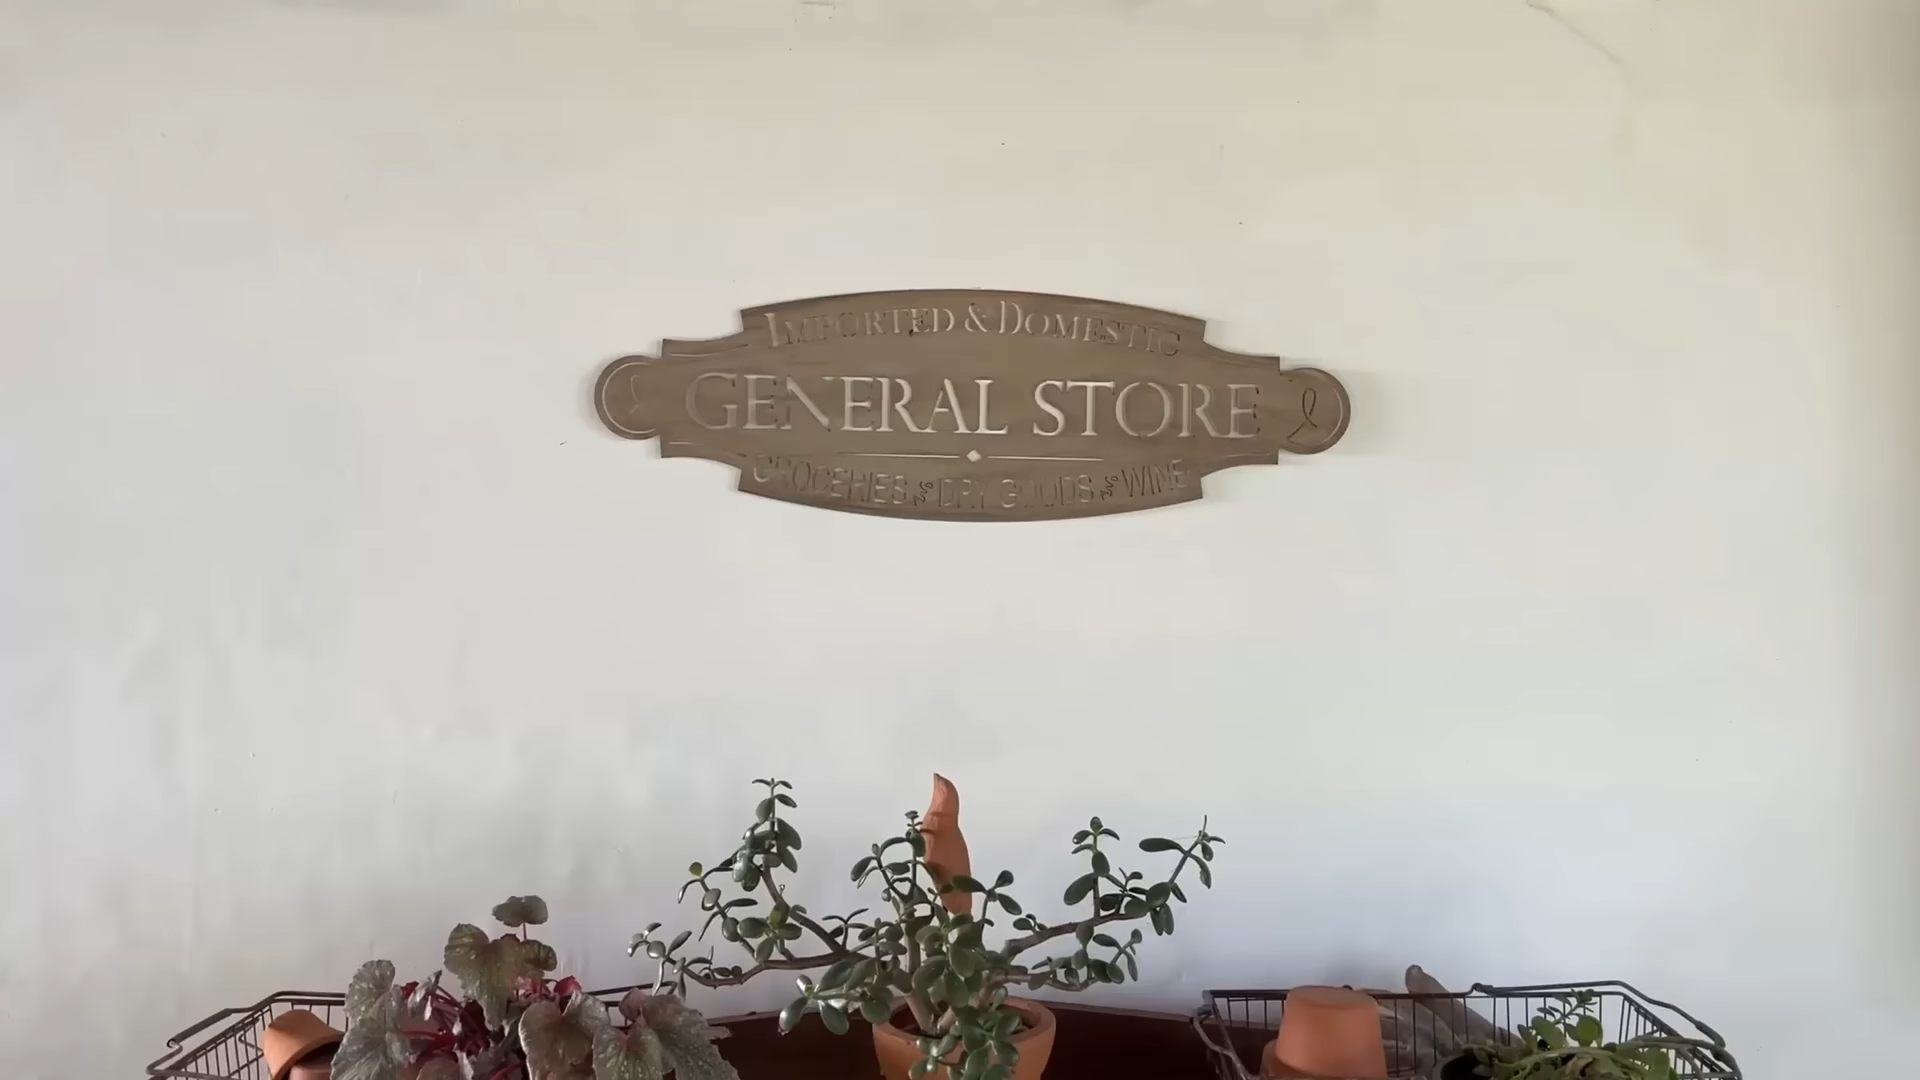 IMPORTED & DOMESTIC
GENERAL STORE
GROCERIES & DRY GOODS & WINE